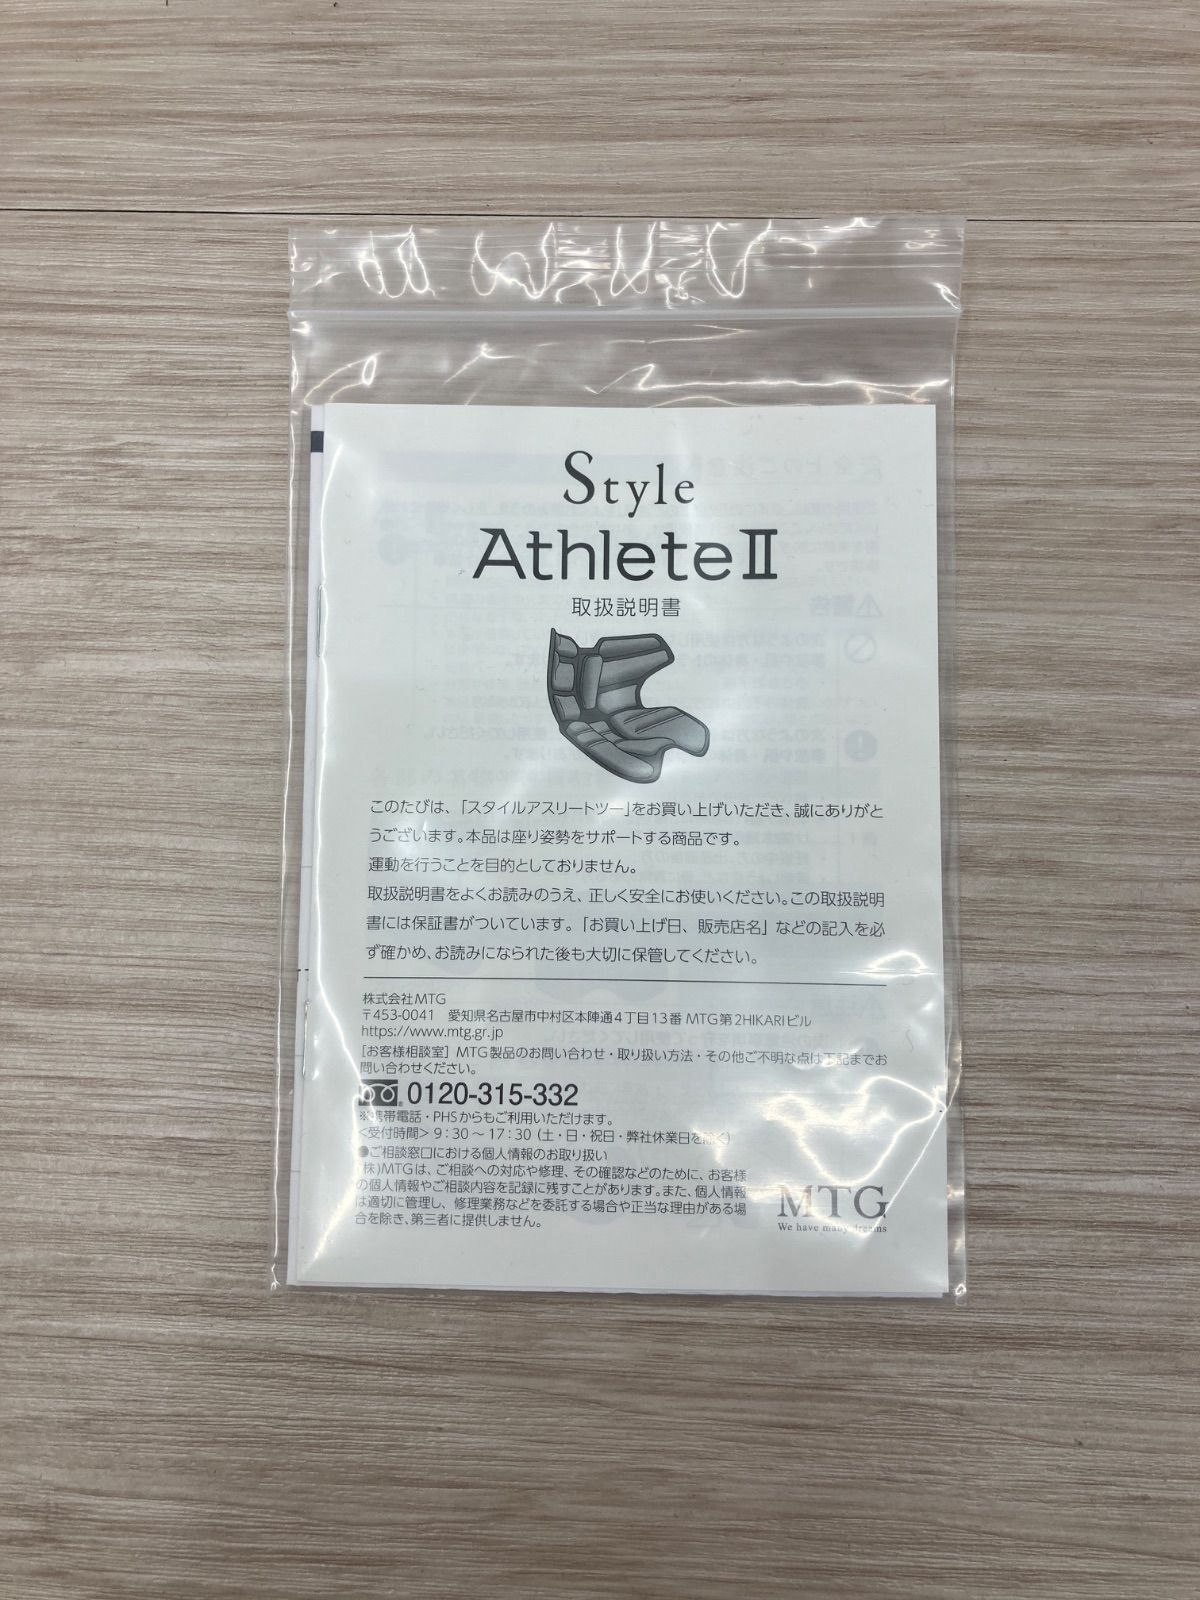 Style
Athlete II
取扱説明書
このたびは、「スタイルアスリートツー」をお買い上げいただき、誠にありがと
うございます。本品は座り姿勢をサポートする商品です。
運動を行うことを目的としておりません。
取扱説明書をよくお読みのうえ、正しく安全にお使いください。この取扱説明
書には保証書がついています。「お買い上げ日、販売店名」などの記入を必
ず確かめ、お読みになられた後も大切に保管してください。
株式会社MTG
〒453-0041 愛知県名古屋市中村区本陣通4丁目13番 MTG第2HIKARIビル
https://www.mtg.gr.jp
[お客様相談室] MTG製品のお問い合わせ・取り扱い方法・その他ご不明な点は下記までお
問い合わせください。
0120-315-332
※携帯電話・PHSからもご利用いただけます。
<受付時間> 9:30～17:30 (土・日・祝日・弊社休業日を除く)
●ご相談窓口における個人情報のお取り扱い
(株)MTGは、ご相談への対応や修理、その確認などのために、お客様
の個人情報やご相談内容を記録に残すことがあります。また、個人情報
は適切に管理し、修理業務などを委託する場合や正当な理由がある場
合を除き、第三者に提供しません。
MTG
We have many dreams